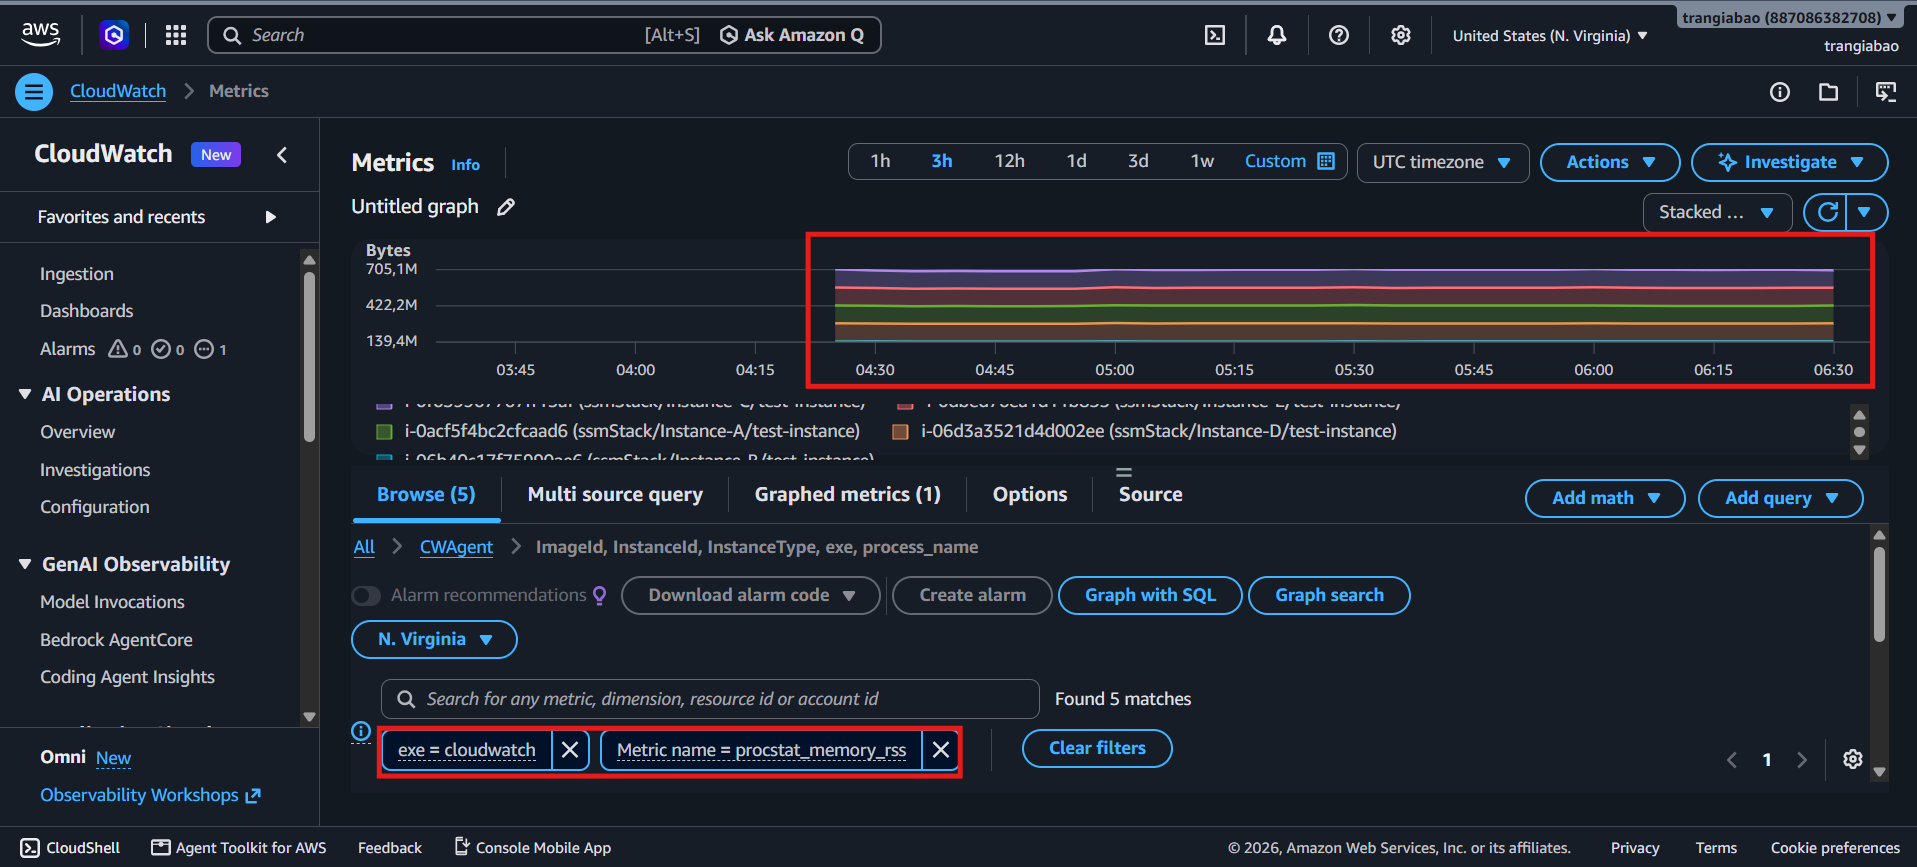 aws
Search [Alt+S] Ask Amazon Q
United States (N. Virginia)
trangiabao (887086382708)
trangiabao
CloudWatch Metrics
CloudWatch New
Favorites and recents
Ingestion
Dashboards
Alarms 0 0 1
AI Operations
Overview
Investigations
Configuration
GenAI Observability
Model Invocations
Bedrock AgentCore
Coding Agent Insights
Omni New
Observability Workshops
Metrics Info
1h 3h 12h 1d 3d 1w Custom UTC timezone Actions Investigate
Untitled graph
Stacked ...
Bytes
705,1M
422,2M
139,4M
03:45 04:00 04:15 04:30 04:45 05:00 05:15 05:30 05:45 06:00 06:15 06:30
i-0acf5f4bc2cfcaad6 (ssmStack/Instance-A/test-instance) i-06d3a3521d4d002ee (ssmStack/Instance-D/test-instance)
Browse (5) Multi source query Graphed metrics (1) Options Source Add math Add query
All CWAgent ImageId, InstanceId, InstanceType, exe, process_name
Alarm recommendations Download alarm code Create alarm Graph with SQL Graph search
N. Virginia
Search for any metric, dimension, resource id or account id Found 5 matches
exe = cloudwatch Metric name = procstat_memory_rss Clear filters 1
CloudShell Agent Toolkit for AWS Feedback Console Mobile App © 2026, Amazon Web Services, Inc. or its affiliates. Privacy Terms Cookie preferences